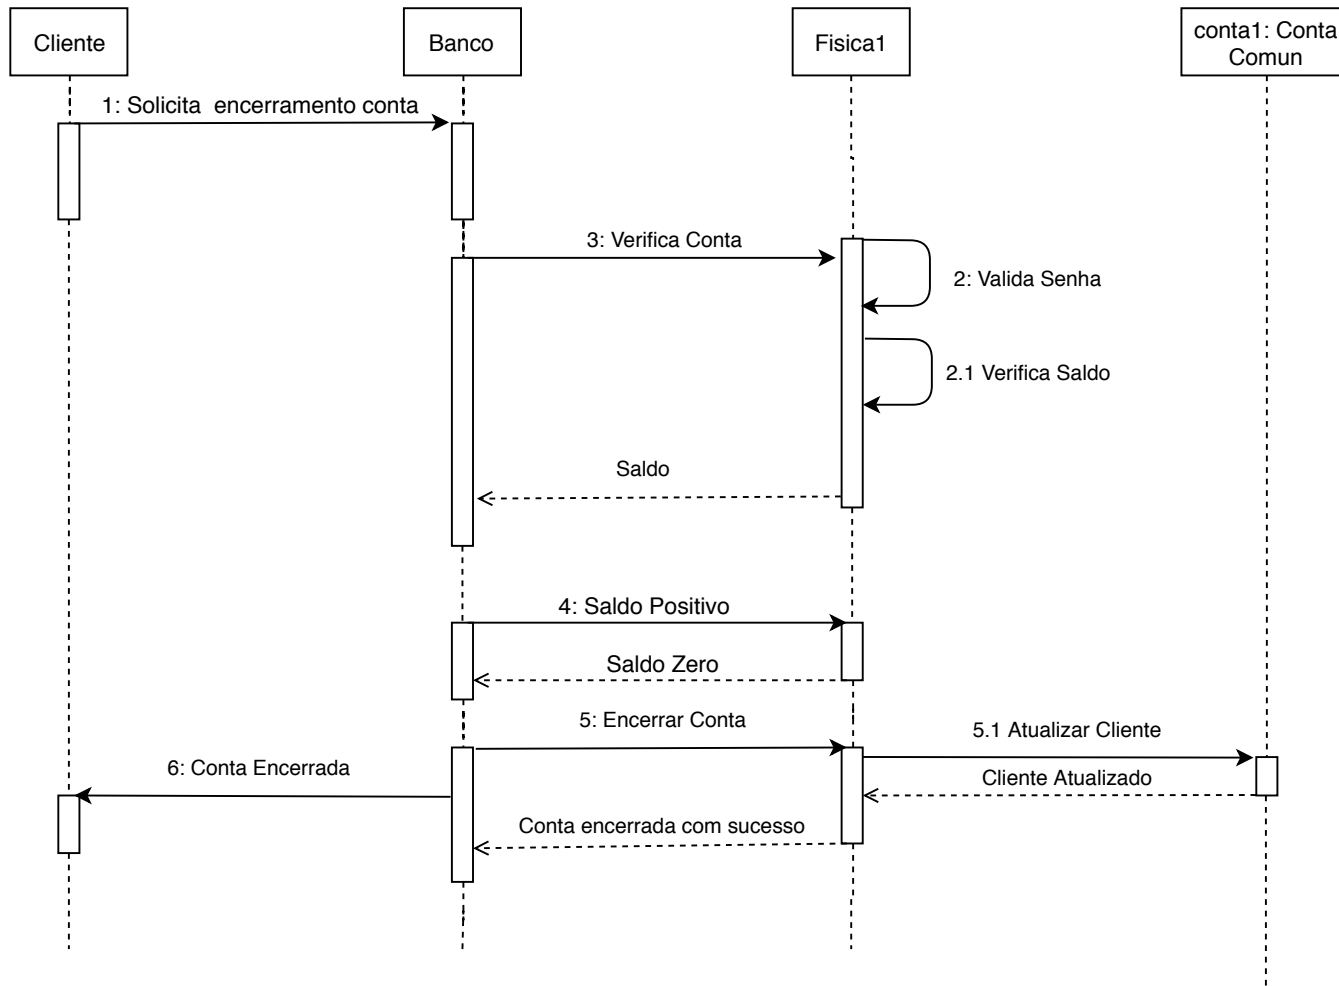 Cliente
Banco
Fisica1
conta1: Conta
Comun
1: Solicita  encerramento conta
3: Verifica Conta
2: Valida Senha
2.1 Verifica Saldo
Saldo
4: Saldo Positivo
Saldo Zero
5: Encerrar Conta
5.1 Atualizar Cliente
6: Conta Encerrada
Cliente Atualizado
Conta encerrada com sucesso